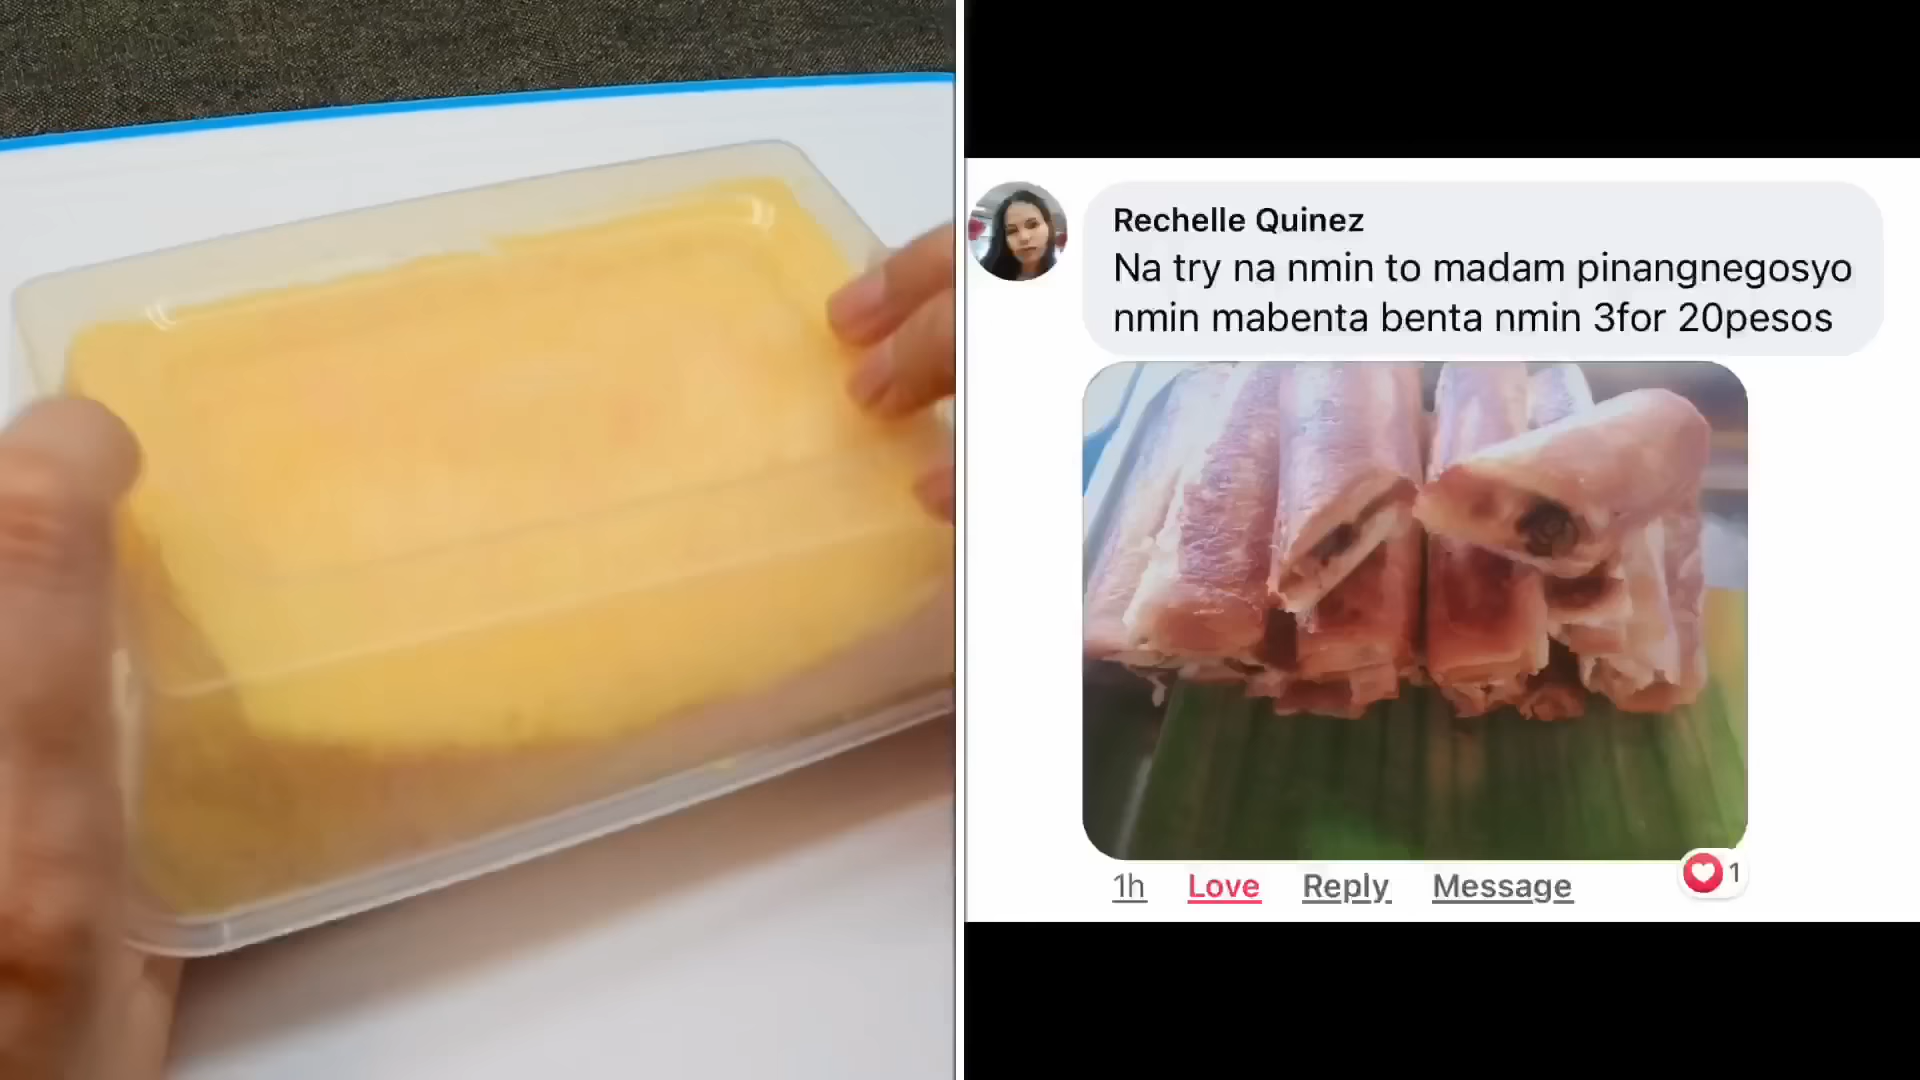 Rechelle Quinez
Na try na nmin to madam pinangnegosyo
nmin mabenta benta nmin 3for 20pesos
1h Love Reply Message 1